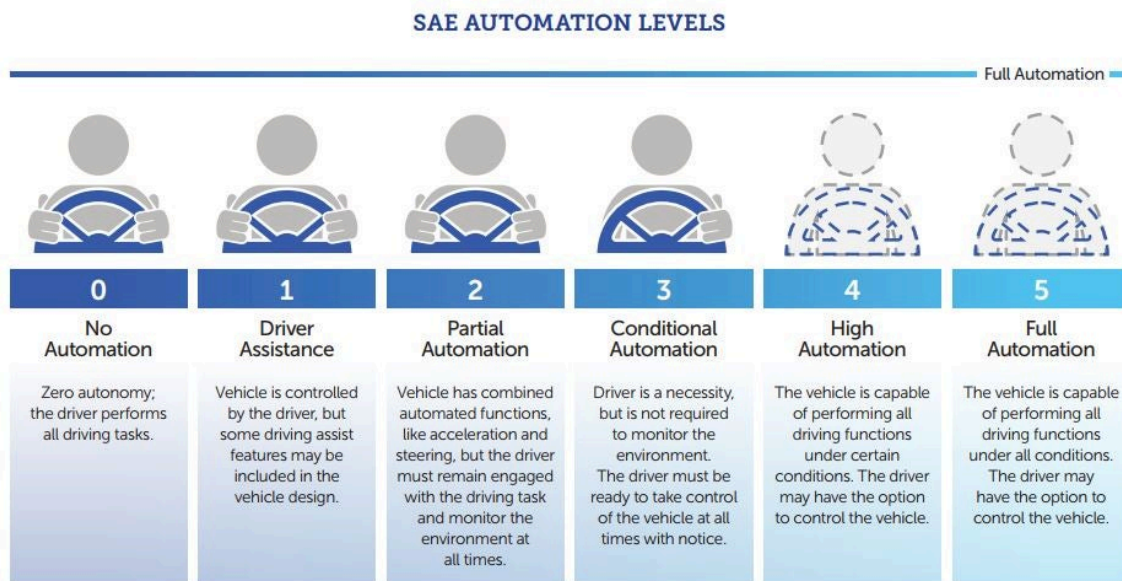 SAE AUTOMATION LEVELS
Full Automation
0
No
Automation
Zero autonomy;
the driver performs
all driving tasks.
1
Driver
Assistance
Vehicle is controlled
by the driver, but
some driving assist
features may be
included in the
vehicle design.
2
Partial
Automation
Vehicle has combined
automated functions,
like acceleration and
steering, but the driver
must remain engaged
with the driving task
and monitor the
environment at
all times.
3
Conditional
Automation
Driver is a necessity,
but is not required
to monitor the
environment.
The driver must be
ready to take control
of the vehicle at all
times with notice.
4
High
Automation
The vehicle is capable
of performing all
driving functions
under certain
conditions. The driver
may have the option
to control the vehicle.
5
Full
Automation
The vehicle is capable
of performing all
driving functions
under all conditions.
The driver may
have the option to
control the vehicle.